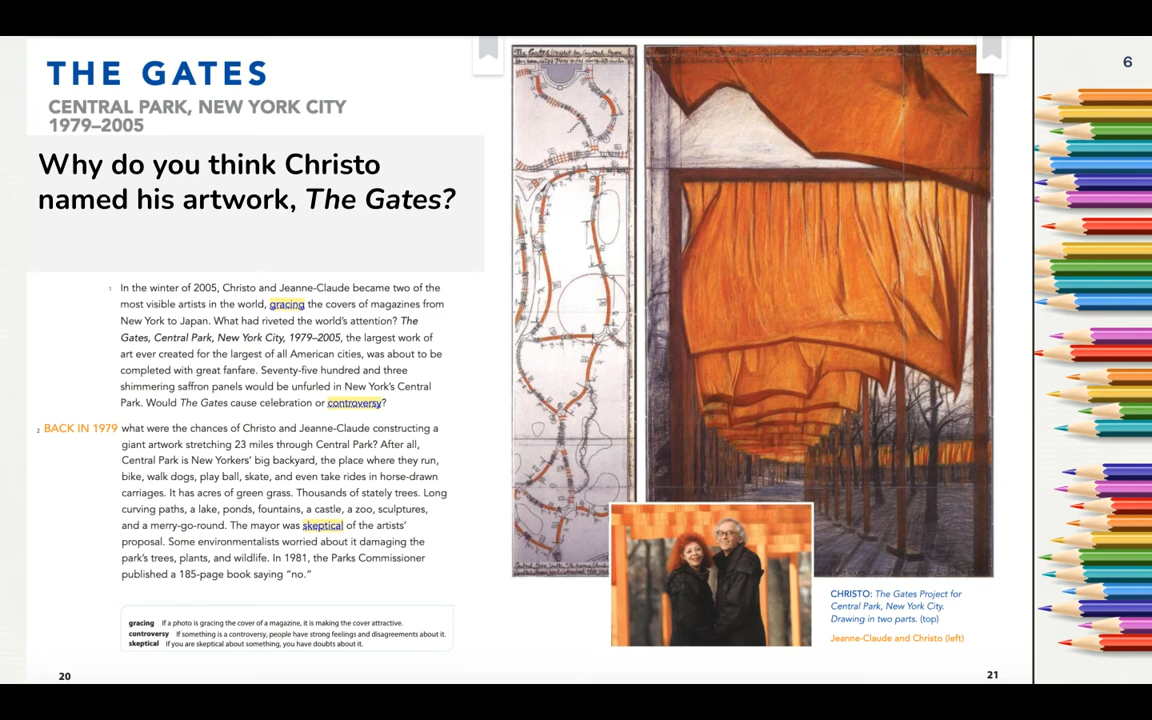 6
THE GATES
CENTRAL PARK, NEW YORK CITY
1979–2005
Why do you think Christo
named his artwork, The Gates?
1 In the winter of 2005, Christo and Jeanne-Claude became two of the
most visible artists in the world, gracing the covers of magazines from
New York to Japan. What had riveted the world's attention? The
Gates, Central Park, New York City, 1979–2005, the largest work of
art ever created for the largest of all American cities, was about to be
completed with great fanfare. Seventy-five hundred and three
shimmering saffron panels would be unfurled in New York's Central
Park. Would The Gates cause celebration or controversy?
2 BACK IN 1979 what were the chances of Christo and Jeanne-Claude constructing a
giant artwork stretching 23 miles through Central Park? After all,
Central Park is New Yorkers' big backyard, the place where they run,
bike, walk dogs, play ball, skate, and even take rides in horse-drawn
carriages. It has acres of green grass. Thousands of stately trees. Long
curving paths, a lake, ponds, fountains, a castle, a zoo, sculptures,
and a merry-go-round. The mayor was skeptical of the artists'
proposal. Some environmentalists worried about it damaging the
park's trees, plants, and wildlife. In 1981, the Parks Commissioner
published a 185-page book saying "no."
gracing If a photo is gracing the cover of a magazine, it is making the cover attractive.
controversy If something is a controversy, people have strong feelings and disagreements about it.
skeptical If you are skeptical about something, you have doubts about it.
20
CHRISTO: The Gates Project for
Central Park, New York City.
Drawing in two parts. (top)
Jeanne-Claude and Christo (left)
21